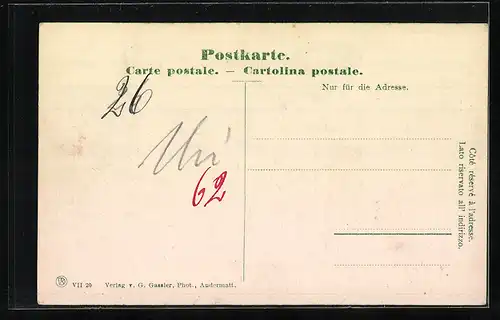 Postkarte.
Carte postale. — Cartolina postale.
Nur für die Adresse.
26
Uri
62
Côté réservé à l'adresse.
Lato riservato all' indirizzo.
VII 20 Verlag v. G. Gassler, Phot., Andermatt.